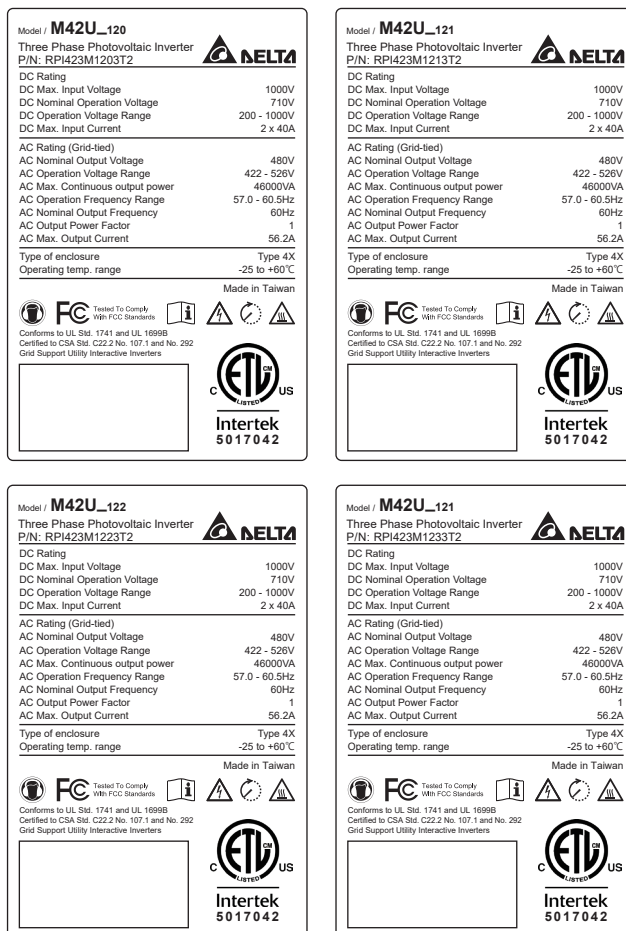 Model / M42U_120
Three Phase Photovoltaic Inverter
P/N: RPI423M1203T2
DELTA
DC Rating
DC Max. Input Voltage 1000V
DC Nominal Operation Voltage 710V
DC Operation Voltage Range 200 - 1000V
DC Max. Input Current 2 x 40A
AC Rating (Grid-tied)
AC Nominal Output Voltage 480V
AC Operation Voltage Range 422 - 526V
AC Max. Continuous output power 46000VA
AC Operation Frequency Range 57.0 - 60.5Hz
AC Nominal Output Frequency 60Hz
AC Output Power Factor 1
AC Max. Output Current 56.2A
Type of enclosure Type 4X
Operating temp. range -25 to +60℃
Made in Taiwan
FC Tested To Comply
With FCC Standards
Conforms to UL Std. 1741 and UL 1699B
Certified to CSA Std. C22.2 No. 107.1 and No. 292
Grid Support Utility Interactive Inverters
ETL CM
C US
LISTED
Intertek
5017042
Model / M42U_121
Three Phase Photovoltaic Inverter
P/N: RPI423M1213T2
DELTA
DC Rating
DC Max. Input Voltage 1000V
DC Nominal Operation Voltage 710V
DC Operation Voltage Range 200 - 1000V
DC Max. Input Current 2 x 40A
AC Rating (Grid-tied)
AC Nominal Output Voltage 480V
AC Operation Voltage Range 422 - 526V
AC Max. Continuous output power 46000VA
AC Operation Frequency Range 57.0 - 60.5Hz
AC Nominal Output Frequency 60Hz
AC Output Power Factor 1
AC Max. Output Current 56.2A
Type of enclosure Type 4X
Operating temp. range -25 to +60℃
Made in Taiwan
FC Tested To Comply
With FCC Standards
Conforms to UL Std. 1741 and UL 1699B
Certified to CSA Std. C22.2 No. 107.1 and No. 292
Grid Support Utility Interactive Inverters
ETL CM
C US
LISTED
Intertek
5017042
Model / M42U_122
Three Phase Photovoltaic Inverter
P/N: RPI423M1223T2
DELTA
DC Rating
DC Max. Input Voltage 1000V
DC Nominal Operation Voltage 710V
DC Operation Voltage Range 200 - 1000V
DC Max. Input Current 2 x 40A
AC Rating (Grid-tied)
AC Nominal Output Voltage 480V
AC Operation Voltage Range 422 - 526V
AC Max. Continuous output power 46000VA
AC Operation Frequency Range 57.0 - 60.5Hz
AC Nominal Output Frequency 60Hz
AC Output Power Factor 1
AC Max. Output Current 56.2A
Type of enclosure Type 4X
Operating temp. range -25 to +60℃
Made in Taiwan
FC Tested To Comply
With FCC Standards
Conforms to UL Std. 1741 and UL 1699B
Certified to CSA Std. C22.2 No. 107.1 and No. 292
Grid Support Utility Interactive Inverters
ETL CM
C US
LISTED
Intertek
5017042
Model / M42U_121
Three Phase Photovoltaic Inverter
P/N: RPI423M1233T2
DELTA
DC Rating
DC Max. Input Voltage 1000V
DC Nominal Operation Voltage 710V
DC Operation Voltage Range 200 - 1000V
DC Max. Input Current 2 x 40A
AC Rating (Grid-tied)
AC Nominal Output Voltage 480V
AC Operation Voltage Range 422 - 526V
AC Max. Continuous output power 46000VA
AC Operation Frequency Range 57.0 - 60.5Hz
AC Nominal Output Frequency 60Hz
AC Output Power Factor 1
AC Max. Output Current 56.2A
Type of enclosure Type 4X
Operating temp. range -25 to +60℃
Made in Taiwan
FC Tested To Comply
With FCC Standards
Conforms to UL Std. 1741 and UL 1699B
Certified to CSA Std. C22.2 No. 107.1 and No. 292
Grid Support Utility Interactive Inverters
ETL CM
C US
LISTED
Intertek
5017042